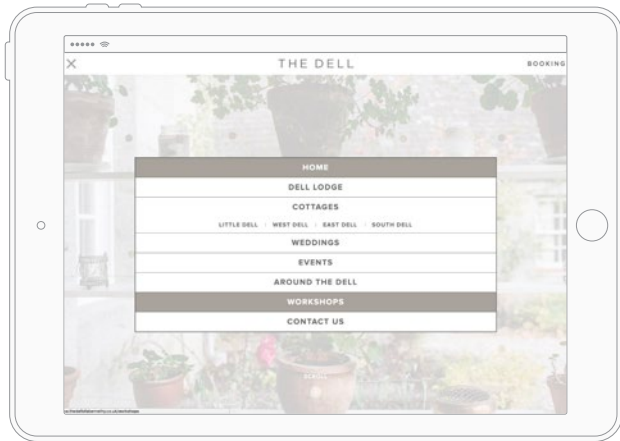 THE DELL
BOOKING
HOME
DELL LODGE
COTTAGES
LITTLE DELL | WEST DELL | EAST DELL | SOUTH DELL
WEDDINGS
EVENTS
AROUND THE DELL
WORKSHOPS
CONTACT US
SCROLL